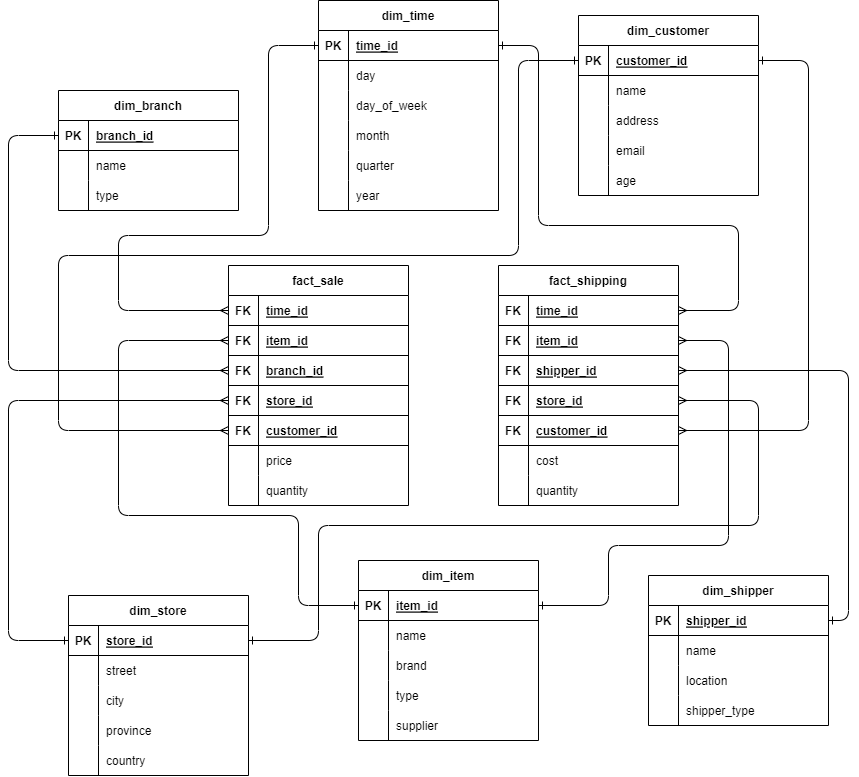 dim_time
PK time_id
day
day_of_week
month
quarter
year
dim_customer
PK customer_id
name
address
email
age
dim_branch
PK branch_id
name
type
fact_sale
FK time_id
FK item_id
FK branch_id
FK store_id
FK customer_id
price
quantity
fact_shipping
FK time_id
FK item_id
FK shipper_id
FK store_id
FK customer_id
cost
quantity
dim_store
PK store_id
street
city
province
country
dim_item
PK item_id
name
brand
type
supplier
dim_shipper
PK shipper_id
name
location
shipper_type